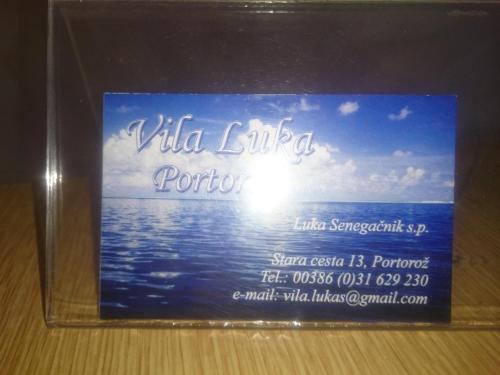 Vila Luka
Luka Senegačnik s.p.
Stara cesta 13, Portorož
Tel.: 00386 (0)31 629 230
e-mail: vila.lukas@gmail.com